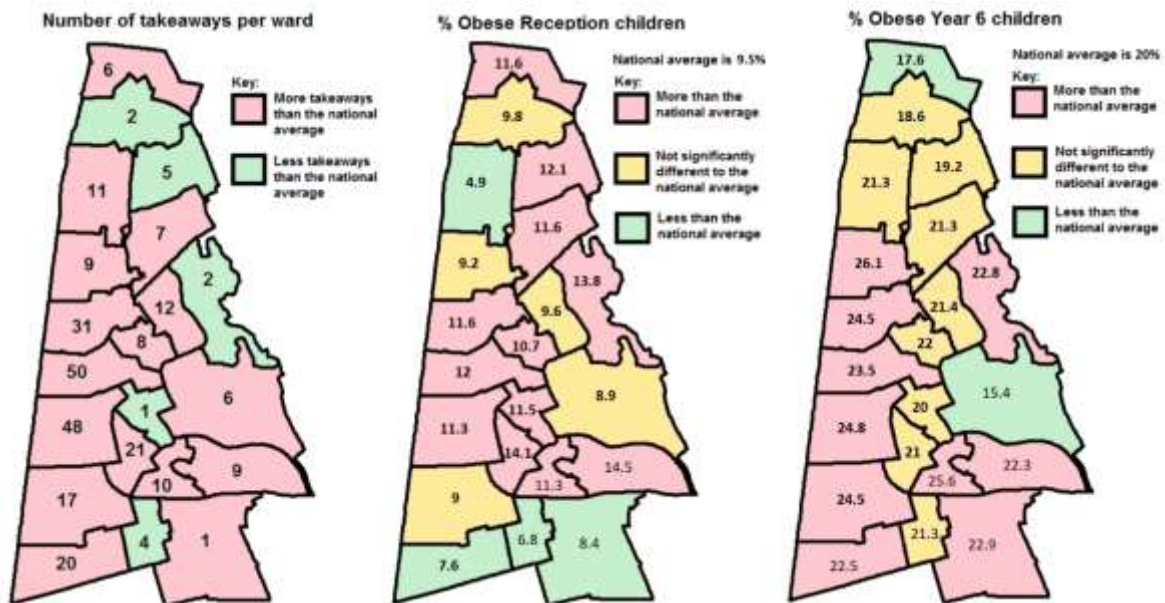 Number of takeaways per ward
Key:
More takeaways
than the national
average
Less takeaways
than the national
average
6
2
5
11
7
9
2
12
31
8
50
6
1
48
21
9
10
17
4
1
20
% Obese Reception children
National average is 9.5%
Key:
More than the
national average
Not significantly
different to the
national average
Less than the
national average
11.6
9.8
12.1
4.9
11.6
9.2
13.8
9.6
11.6
10.7
12
8.9
11.5
11.3
14.1
14.5
11.3
9
6.8
8.4
7.6
% Obese Year 6 children
National average is 20%
Key:
More than the
national average
Not significantly
different to the
national average
Less than the
national average
17.6
18.6
19.2
21.3
21.3
26.1
22.8
21.4
24.5
22
23.5
15.4
20
24.8
21
22.3
25.6
24.5
21.3
22.9
22.5